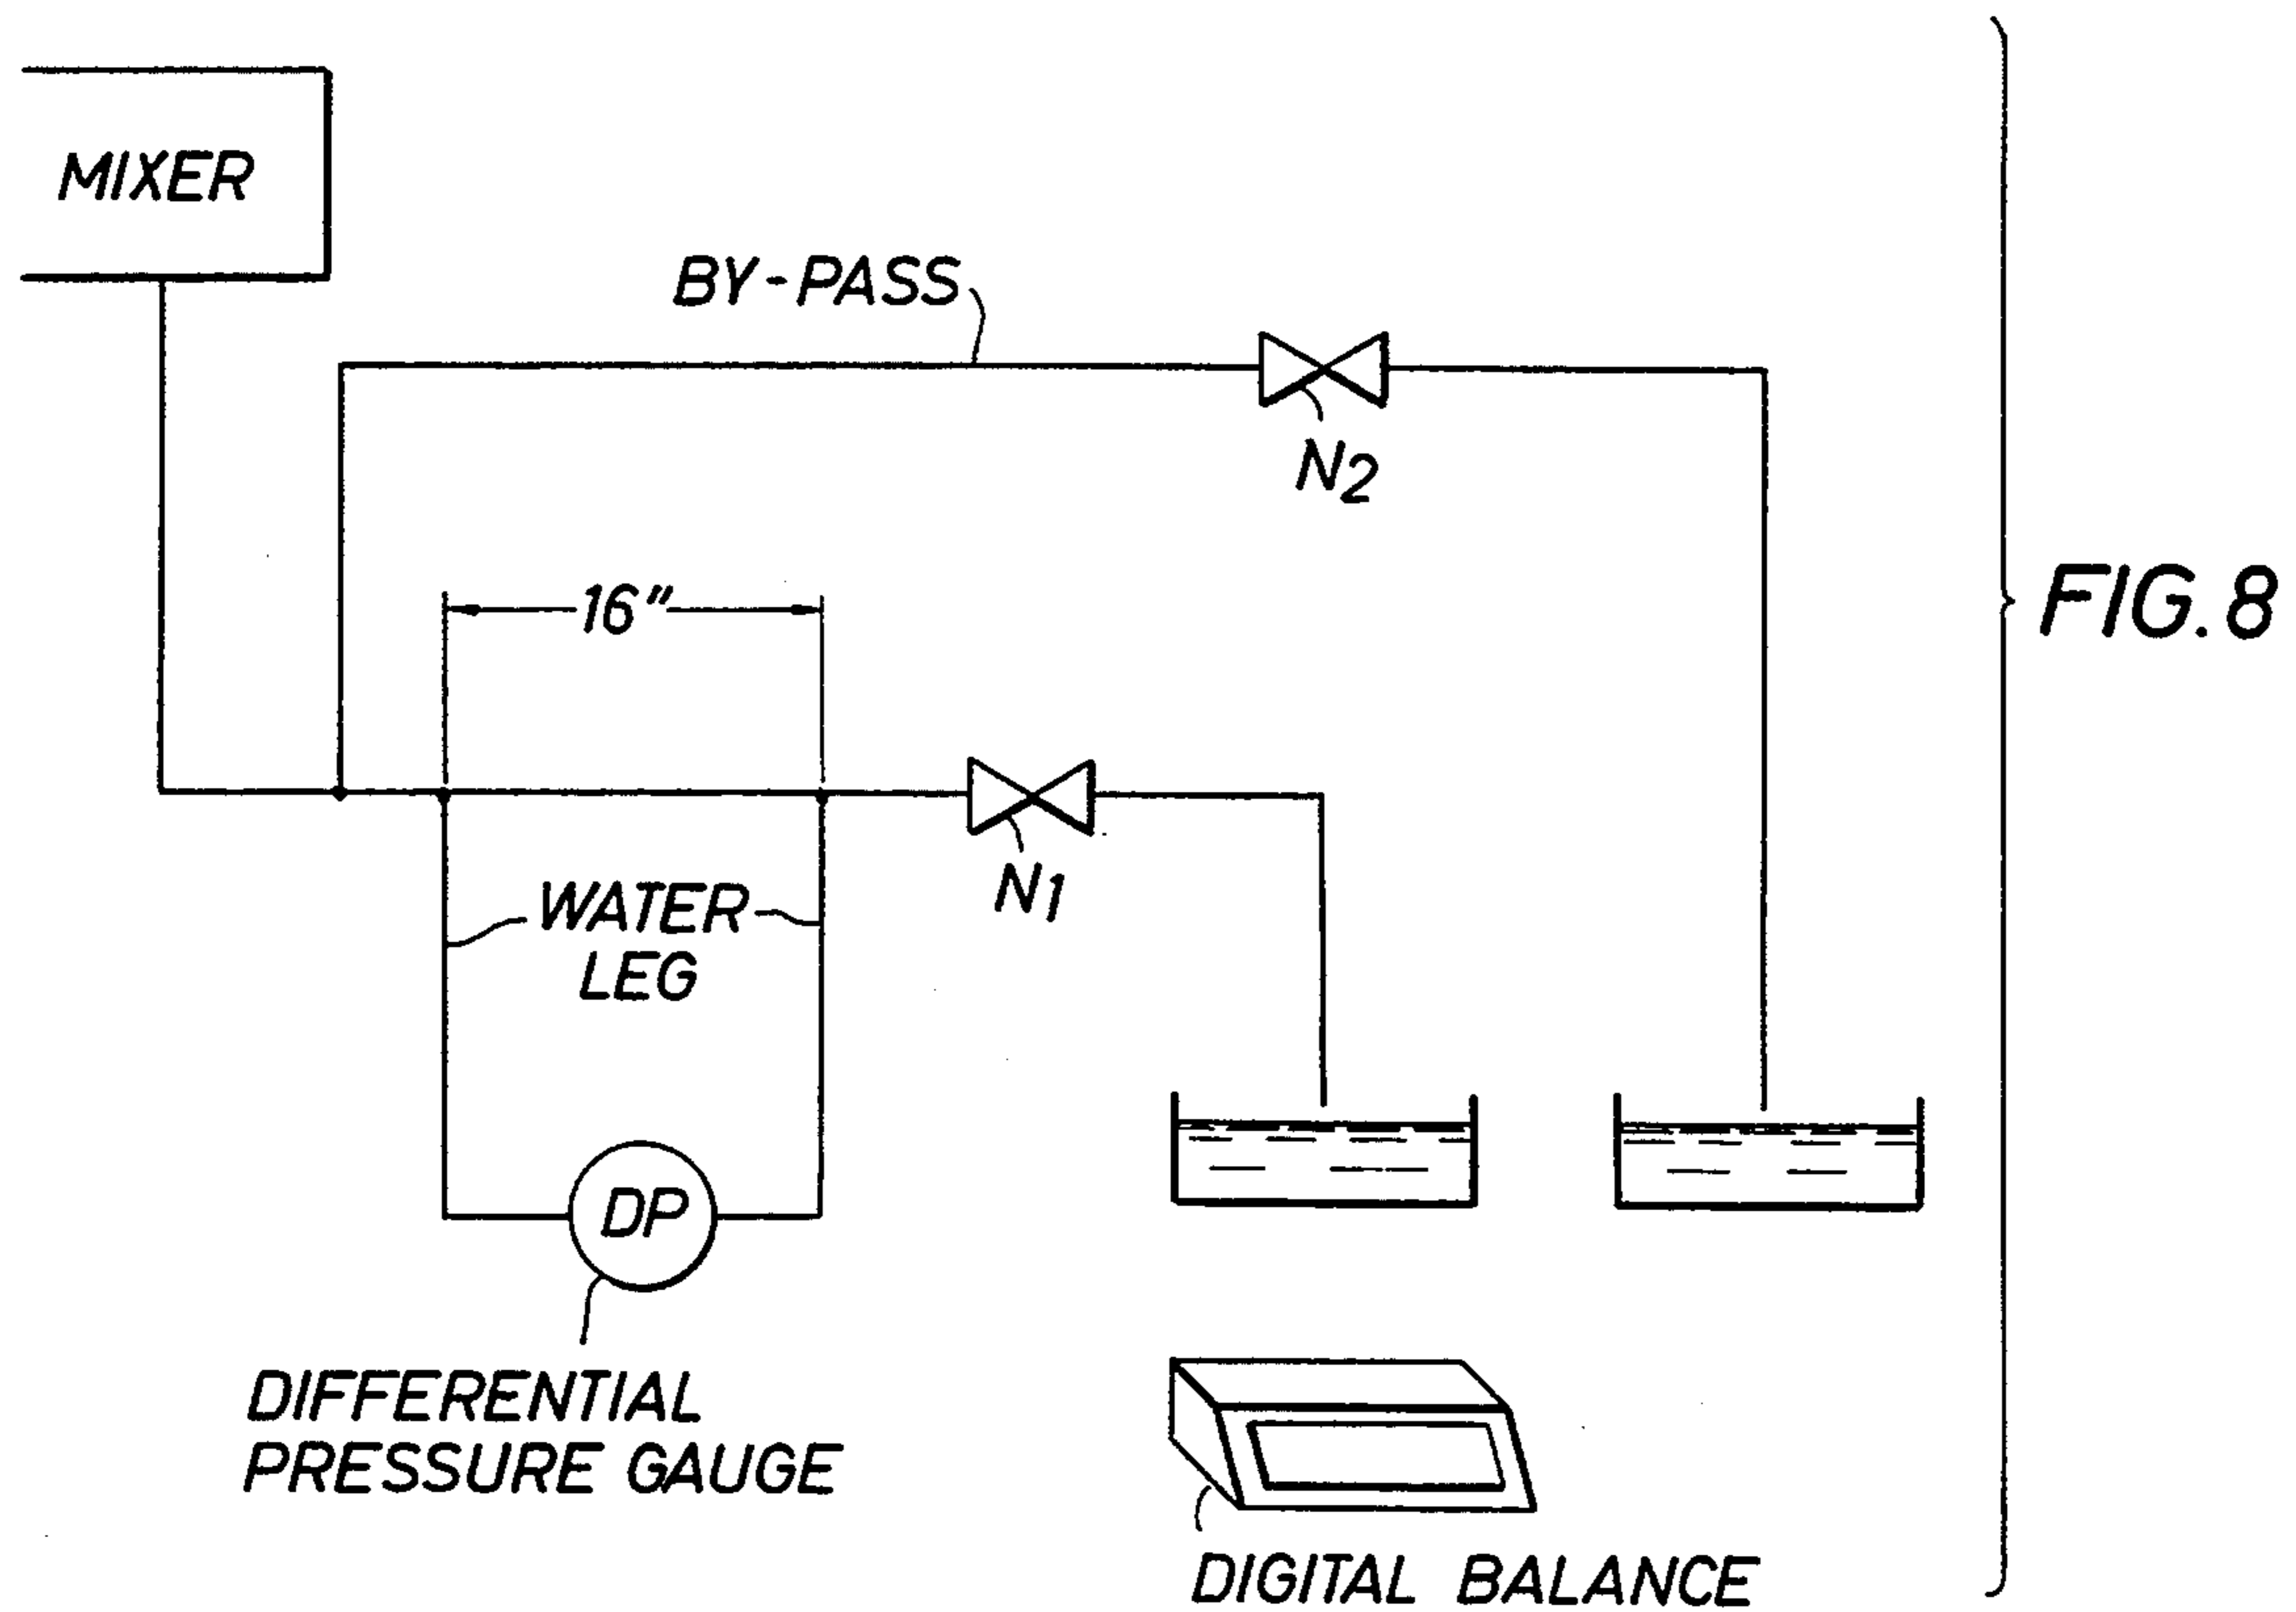 MIXER
BY-PASS
N2
16"
FIG. 8
N1
WATER
LEG
DP
DIFFERENTIAL
PRESSURE GAUGE
DIGITAL BALANCE